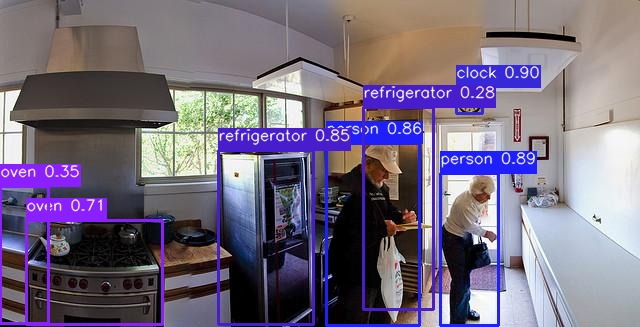 clock 0.90
refrigerator 0.28
refrigerator 0.85
person 0.86
person 0.89
oven 0.35
oven 0.71